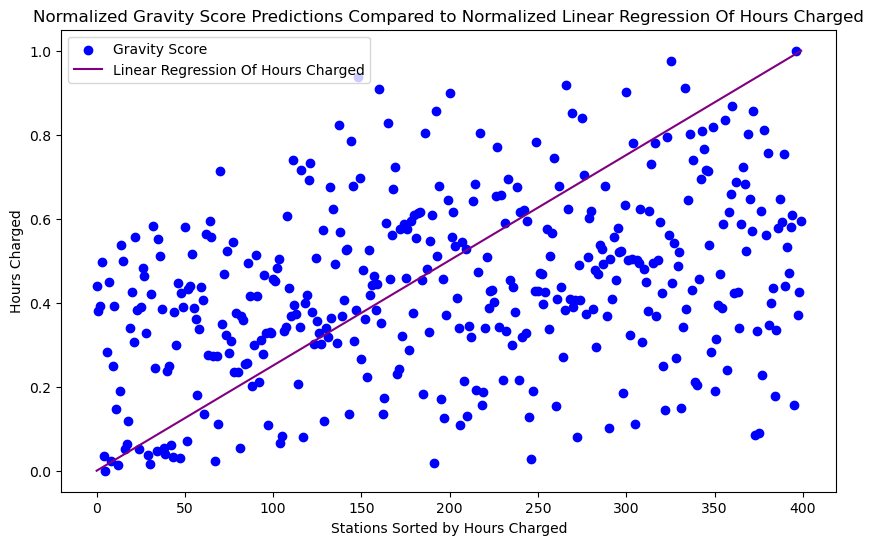 Normalized Gravity Score Predictions Compared to Normalized Linear Regression Of Hours Charged
Gravity Score
Linear Regression Of Hours Charged
1.0
0.8
0.6
0.4
0.2
0.0
Hours Charged
0 50 100 150 200 250 300 350 400
Stations Sorted by Hours Charged